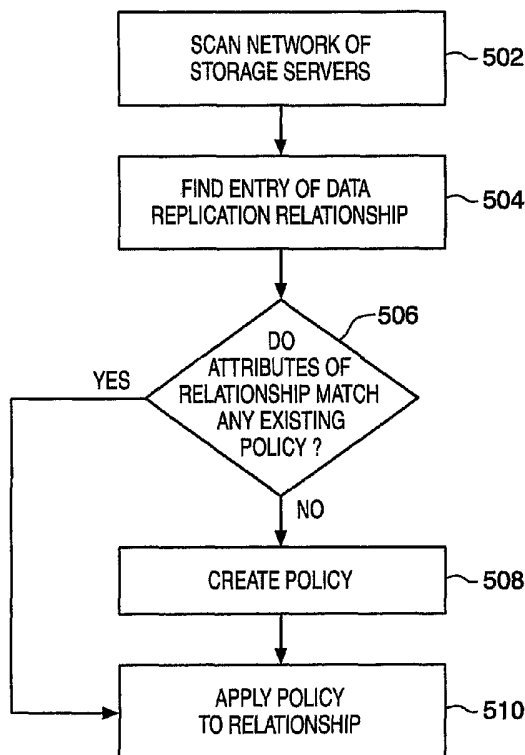 SCAN NETWORK OF
STORAGE SERVERS
502
FIND ENTRY OF DATA
REPLICATION RELATIONSHIP
504
506
DO
ATTRIBUTES OF
RELATIONSHIP MATCH
ANY EXISTING
POLICY ?
YES
NO
CREATE POLICY
508
APPLY POLICY
TO RELATIONSHIP
510